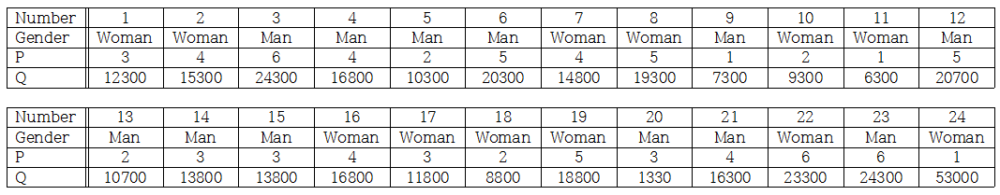 Number 1 2 3 4 5 6 7 8 9 10 11 12
Gender Woman Woman Man Man Man Man Woman Woman Man Woman Woman Man
P 3 4 6 4 2 5 4 5 1 2 1 5
Q 12300 15300 24300 16800 10300 20300 14800 19300 7300 9300 6300 20700
Number 13 14 15 16 17 18 19 20 21 22 23 24
Gender Man Man Man Woman Woman Woman Woman Man Man Woman Man Woman
P 2 3 3 4 3 2 5 3 4 6 6 1
Q 10700 13800 13800 16800 11800 8800 18800 1330 16300 23300 24300 53000